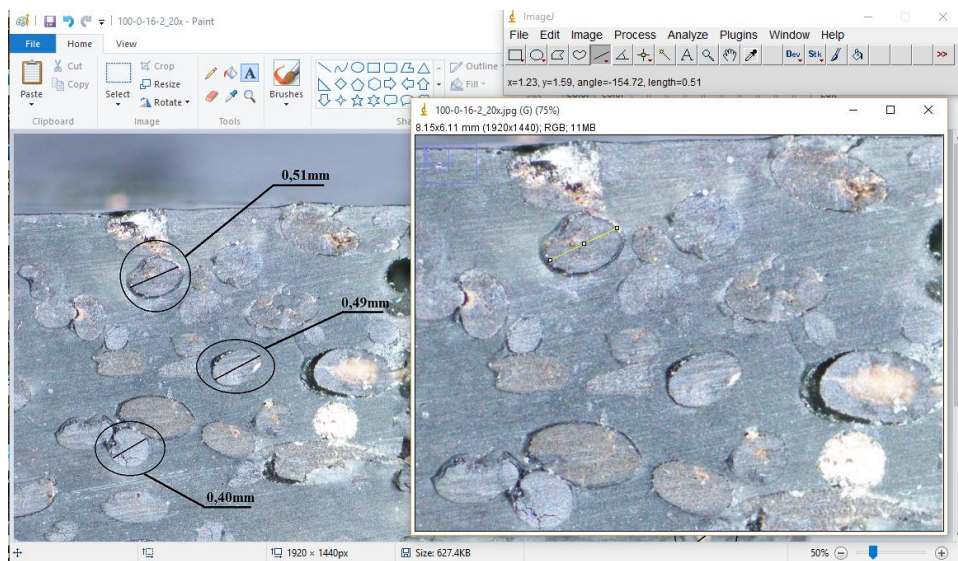 100-0-16-2_20x - Paint
File Home View
Paste
Cut
Copy
Clipboard
Select
Crop
Resize
Rotate
Image
A
Tools
Brushes
Outline
Fill
Sha
ImageJ
File Edit Image Process Analyze Plugins Window Help
A Dev Stk >>
x=1.23, y=1.59, angle=-154.72, length=0.51
100-0-16-2_20x.jpg (G) (75%)
8.15x6.11 mm (1920x1440); RGB; 11MB
0,51mm
0,49mm
0,40mm
1920 × 1440px
Size: 627.4KB
50%